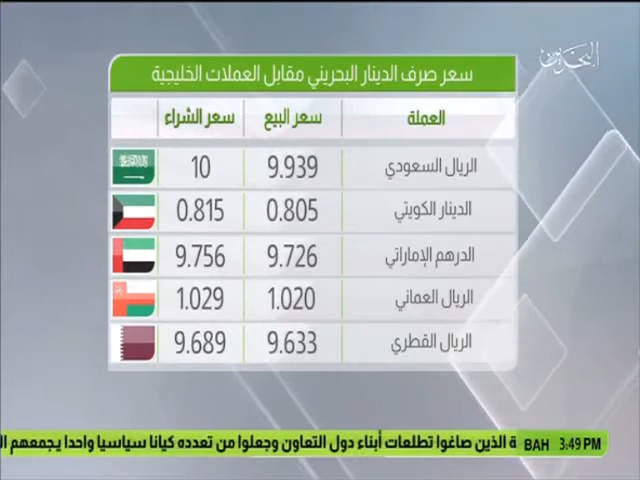 البحرين
سعر صرف الدينار البحريني مقابل العملات الخليجية
العملة سعر البيع سعر الشراء
الريال السعودي 9.939 10
الدينار الكويتي 0.805 0.815
الدرهم الإماراتي 9.726 9.756
الريال العماني 1.020 1.029
الريال القطري 9.633 9.689
BAH 3:49 PM
ة الذين صاغوا تطلعات أبناء دول التعاون وجعلوا من تعدده كيانا سياسيا واحدا يجمعهم ال